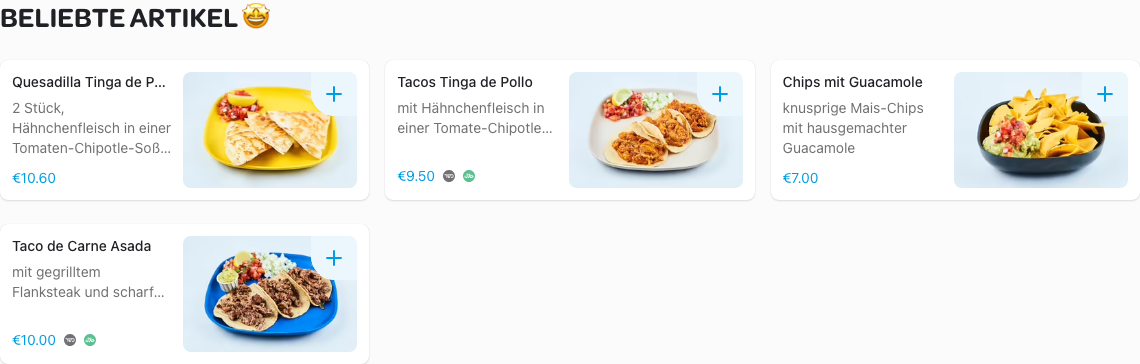 BELIEBTE ARTIKEL 🤩
Quesadilla Tinga de P...
2 Stück,
Hähnchenfleisch in einer
Tomaten-Chipotle-Soß...
€10.60
Tacos Tinga de Pollo
mit Hähnchenfleisch in
einer Tomate-Chipotle...
€9.50
Chips mit Guacamole
knusprige Mais-Chips
mit hausgemachter
Guacamole
€7.00
Taco de Carne Asada
mit gegrilltem
Flanksteak und scharf...
€10.00